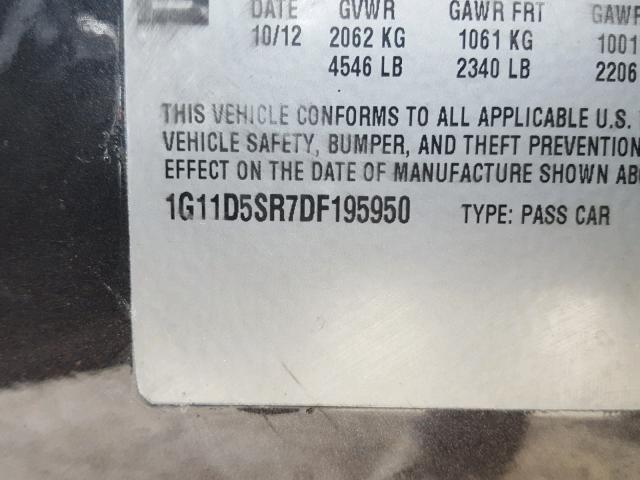 DATE GVWR GAWR FRT GAWR
10/12 2062 KG 1061 KG 1001
4546 LB 2340 LB 2206
THIS VEHICLE CONFORMS TO ALL APPLICABLE U.S.
VEHICLE SAFETY, BUMPER, AND THEFT PREVENTION
EFFECT ON THE DATE OF MANUFACTURE SHOWN ABO
1G11D5SR7DF195950 TYPE: PASS CAR